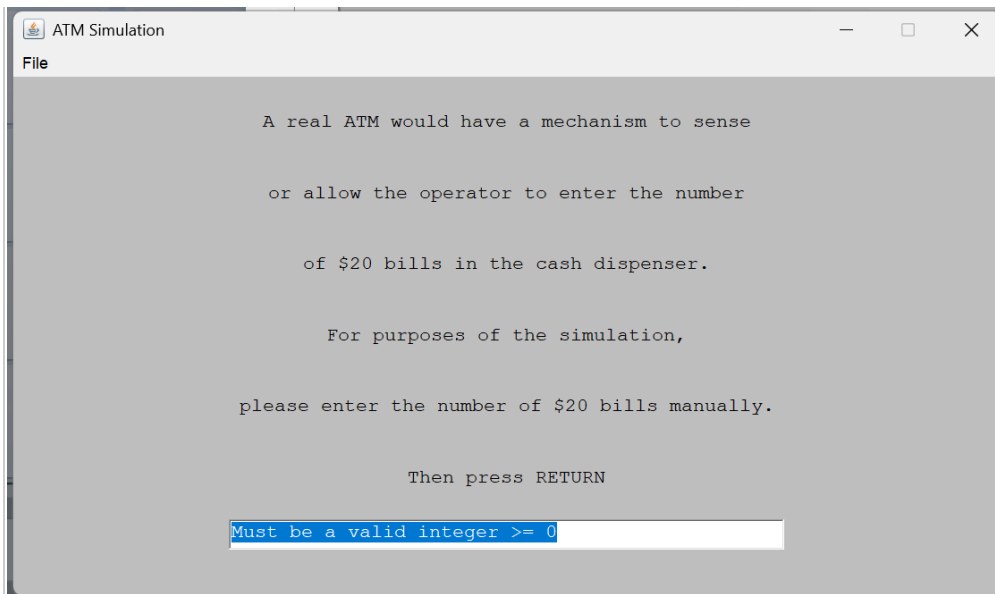 ATM Simulation
File
A real ATM would have a mechanism to sense
or allow the operator to enter the number
of $20 bills in the cash dispenser.
For purposes of the simulation,
please enter the number of $20 bills manually.
Then press RETURN
Must be a valid integer >= 0